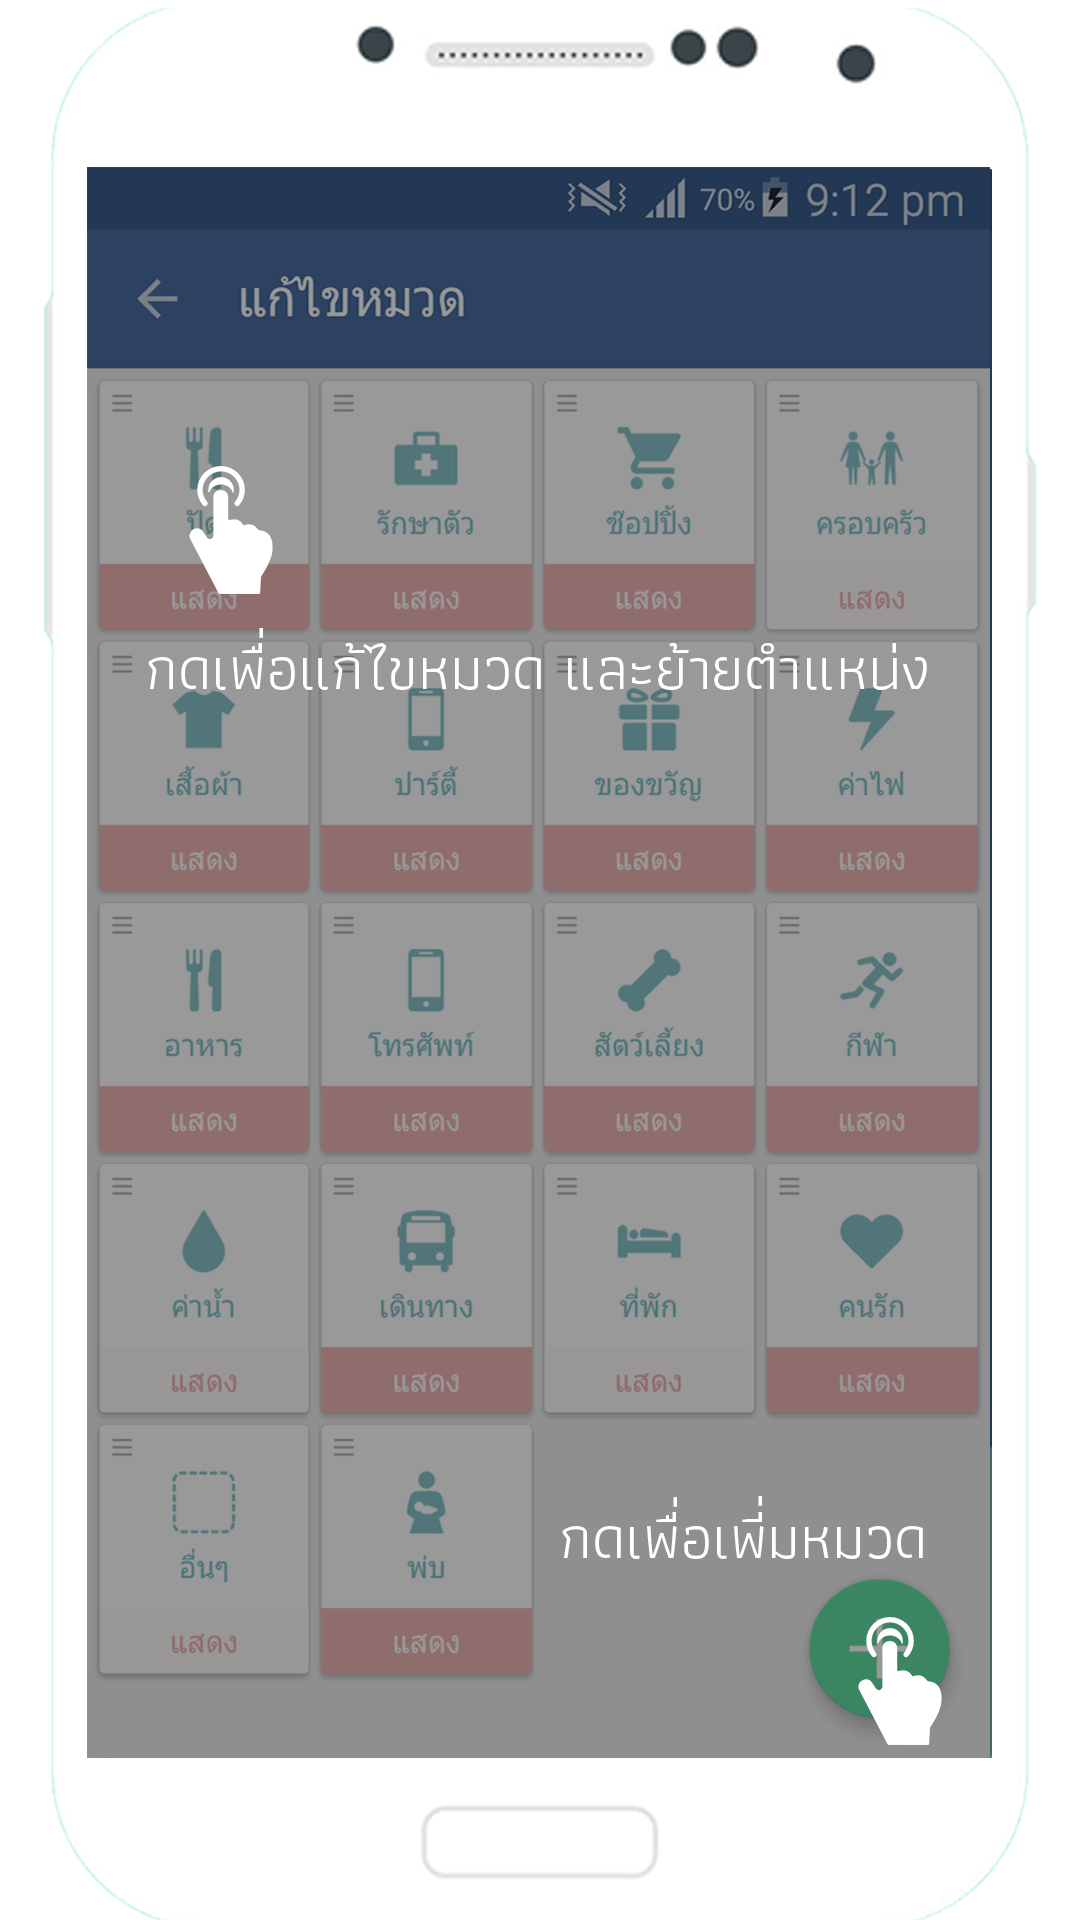 70% 9:12 pm
แก้ไขหมวด
รักษาตัว ช๊อปปิ้ง ครอบครัว
แสดง แสดง แสดง แสดง
กดเพื่อแก้ไขหมวด และย้ายตำแหน่ง
เสื้อผ้า ปาร์ตี้ ของขวัญ ค่าไฟ
แสดง แสดง แสดง แสดง
อาหาร โทรศัพท์ สัตว์เลี้ยง กีฬา
แสดง แสดง แสดง แสดง
ค่าน้ำ เดินทาง ที่พัก คนรัก
แสดง แสดง แสดง แสดง
กดเพื่อเพิ่มหมวด
อื่นๆ พ่บ
แสดง แสดง